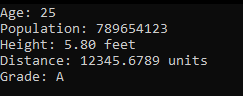 Age: 25
Population: 789654123
Height: 5.80 feet
Distance: 12345.6789 units
Grade: A